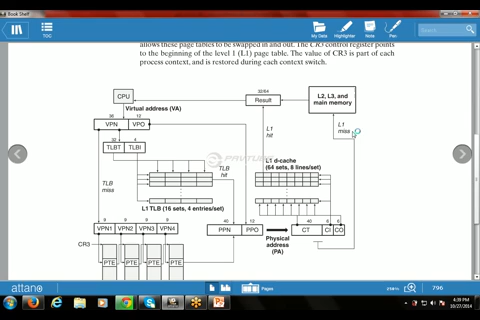 Book Shelf
TOC
My Data
Highlighter
Note
Pen
Search
allows these page tables to be swapped in and out. The CR3 control register points
to the beginning of the level 1 (L1) page table. The value of CR3 is part of each
process context, and is restored during each context switch.
CPU
32/64
Result
L2, L3, and
main memory
Virtual address (VA)
36 12
VPN VPO
L1
hit
L1
miss
32 4
TLBT TLBI
TLB
miss
TLB
hit
L1 d-cache
(64 sets, 8 lines/set)
L1 TLB (16 sets, 4 entries/set)
9 9 9 9
VPN1 VPN2 VPN3 VPN4
40 12
PPN PPO
40 6 6
CT CI CO
Physical
address
(PA)
CR3
PTE PTE PTE PTE
attano
Pages
796
4:39 PM
10/27/2014